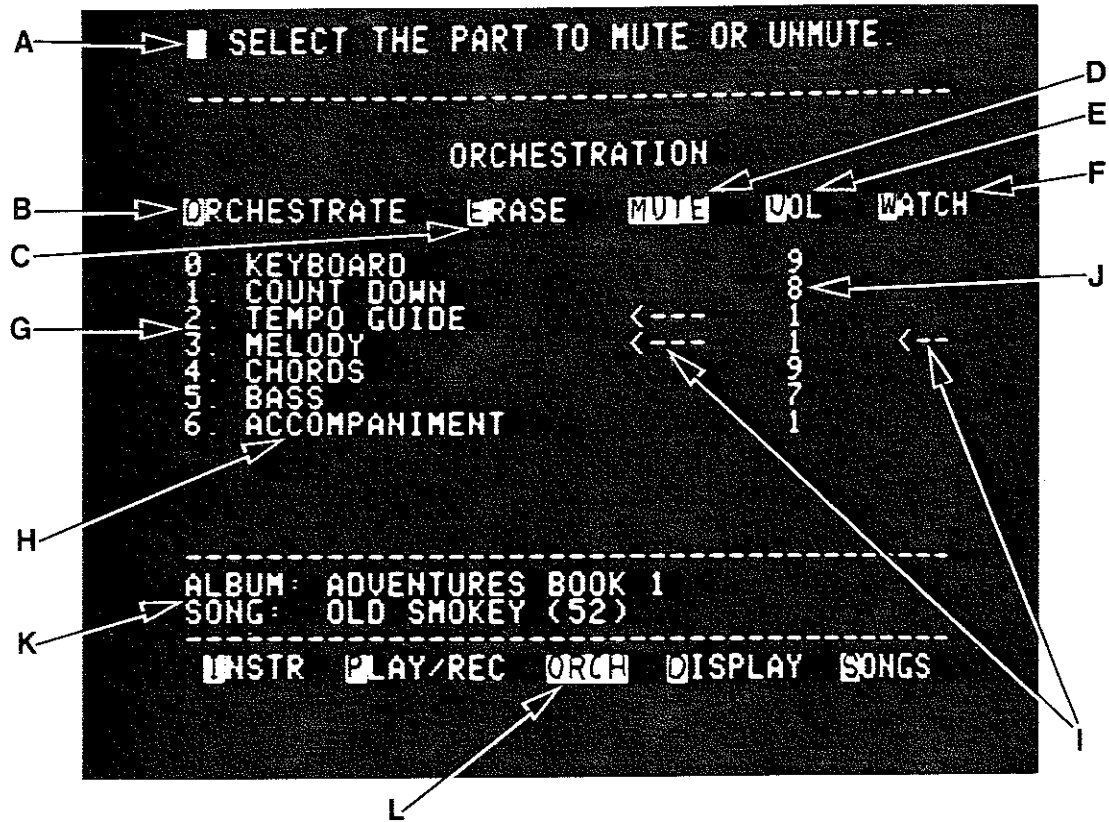 A
SELECT THE PART TO MUTE OR UNMUTE.
D
E
ORCHESTRATION
F
B
ORCHESTRATE ERASE MUTE VOL WATCH
C
0. KEYBOARD 9
1. COUNT DOWN 8
J
2. TEMPO GUIDE <--- 1
G
3. MELODY <--- 1 <--
4. CHORDS 9
5. BASS 7
6. ACCOMPANIMENT 1
H
ALBUM: ADVENTURES BOOK 1
SONG: OLD SMOKEY (52)
K
INSTR PLAY/REC ORCH DISPLAY SONGS
I
L